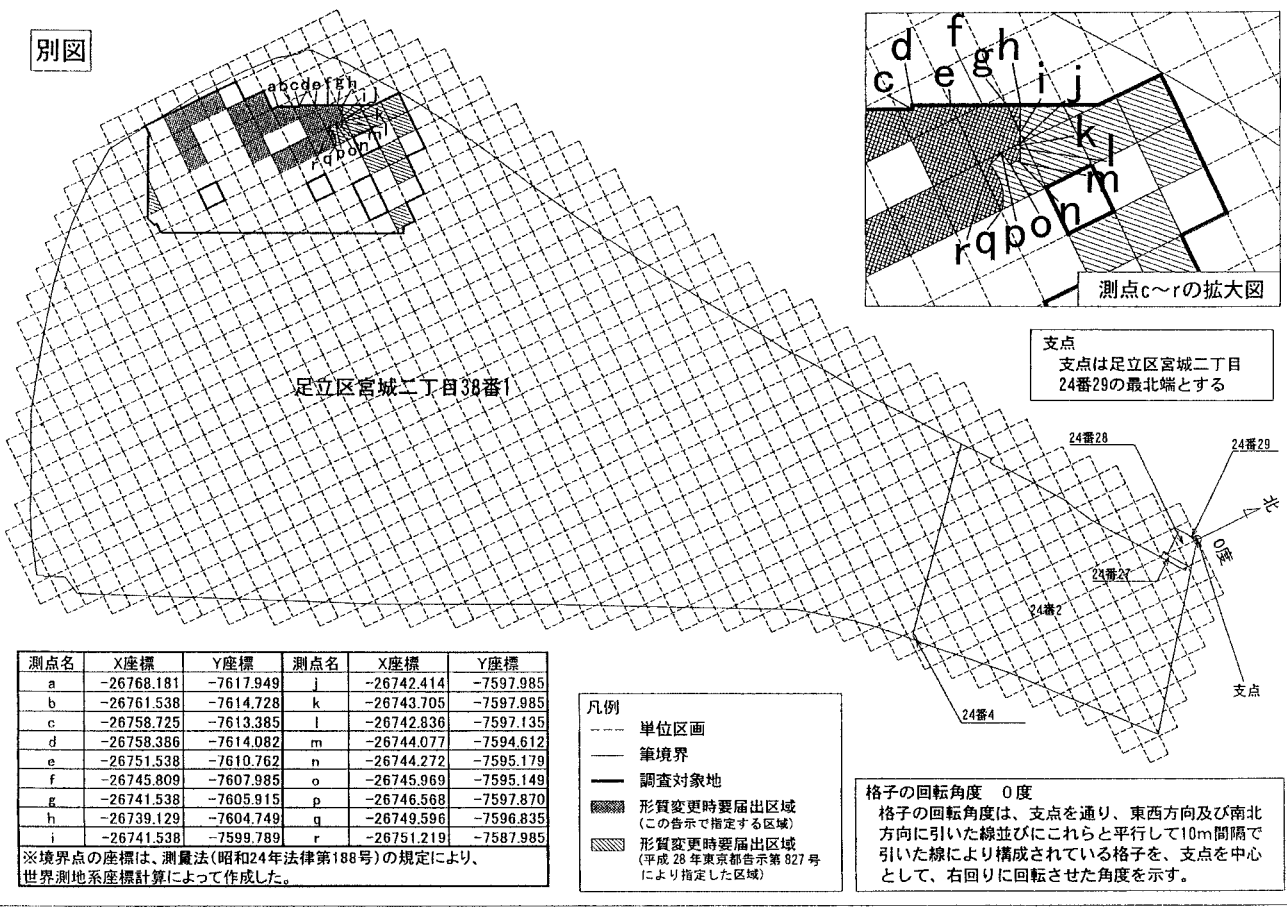 別図
a b c d e f g h
i j
k
l
m
r q p o n
足立区宮城二丁目38番1
c d e f g h i j
k
l
m
r q p o n
測点c~rの拡大図
支点
支点は足立区宮城二丁目
24番29の最北端とする
24番28
24番29
北
0度
24番27
24番2
24番4
支点
測点名 X座標 Y座標 測点名 X座標 Y座標
a -26768.181 -7617.949 j -26742.414 -7597.985
b -26761.538 -7614.728 k -26743.705 -7597.985
c -26758.725 -7613.385 l -26742.836 -7597.135
d -26758.386 -7614.082 m -26744.077 -7594.612
e -26751.538 -7610.762 n -26744.272 -7595.179
f -26745.809 -7607.985 o -26745.969 -7595.149
g -26741.538 -7605.915 p -26746.568 -7597.870
h -26739.129 -7604.749 q -26749.596 -7596.835
i -26741.538 -7599.789 r -26751.219 -7587.985
※境界点の座標は、測量法(昭和24年法律第188号)の規定により、
世界測地系座標計算によって作成した。
凡例
単位区画
筆境界
調査対象地
形質変更時要届出区域
(この告示で指定する区域)
形質変更時要届出区域
(平成 28 年東京都告示第 827 号
により指定した区域)
格子の回転角度 0度
格子の回転角度は、支点を通り、東西方向及び南北
方向に引いた線並びにこれらと平行して10m間隔で
引いた線により構成されている格子を、支点を中心
として、右回りに回転させた角度を示す。